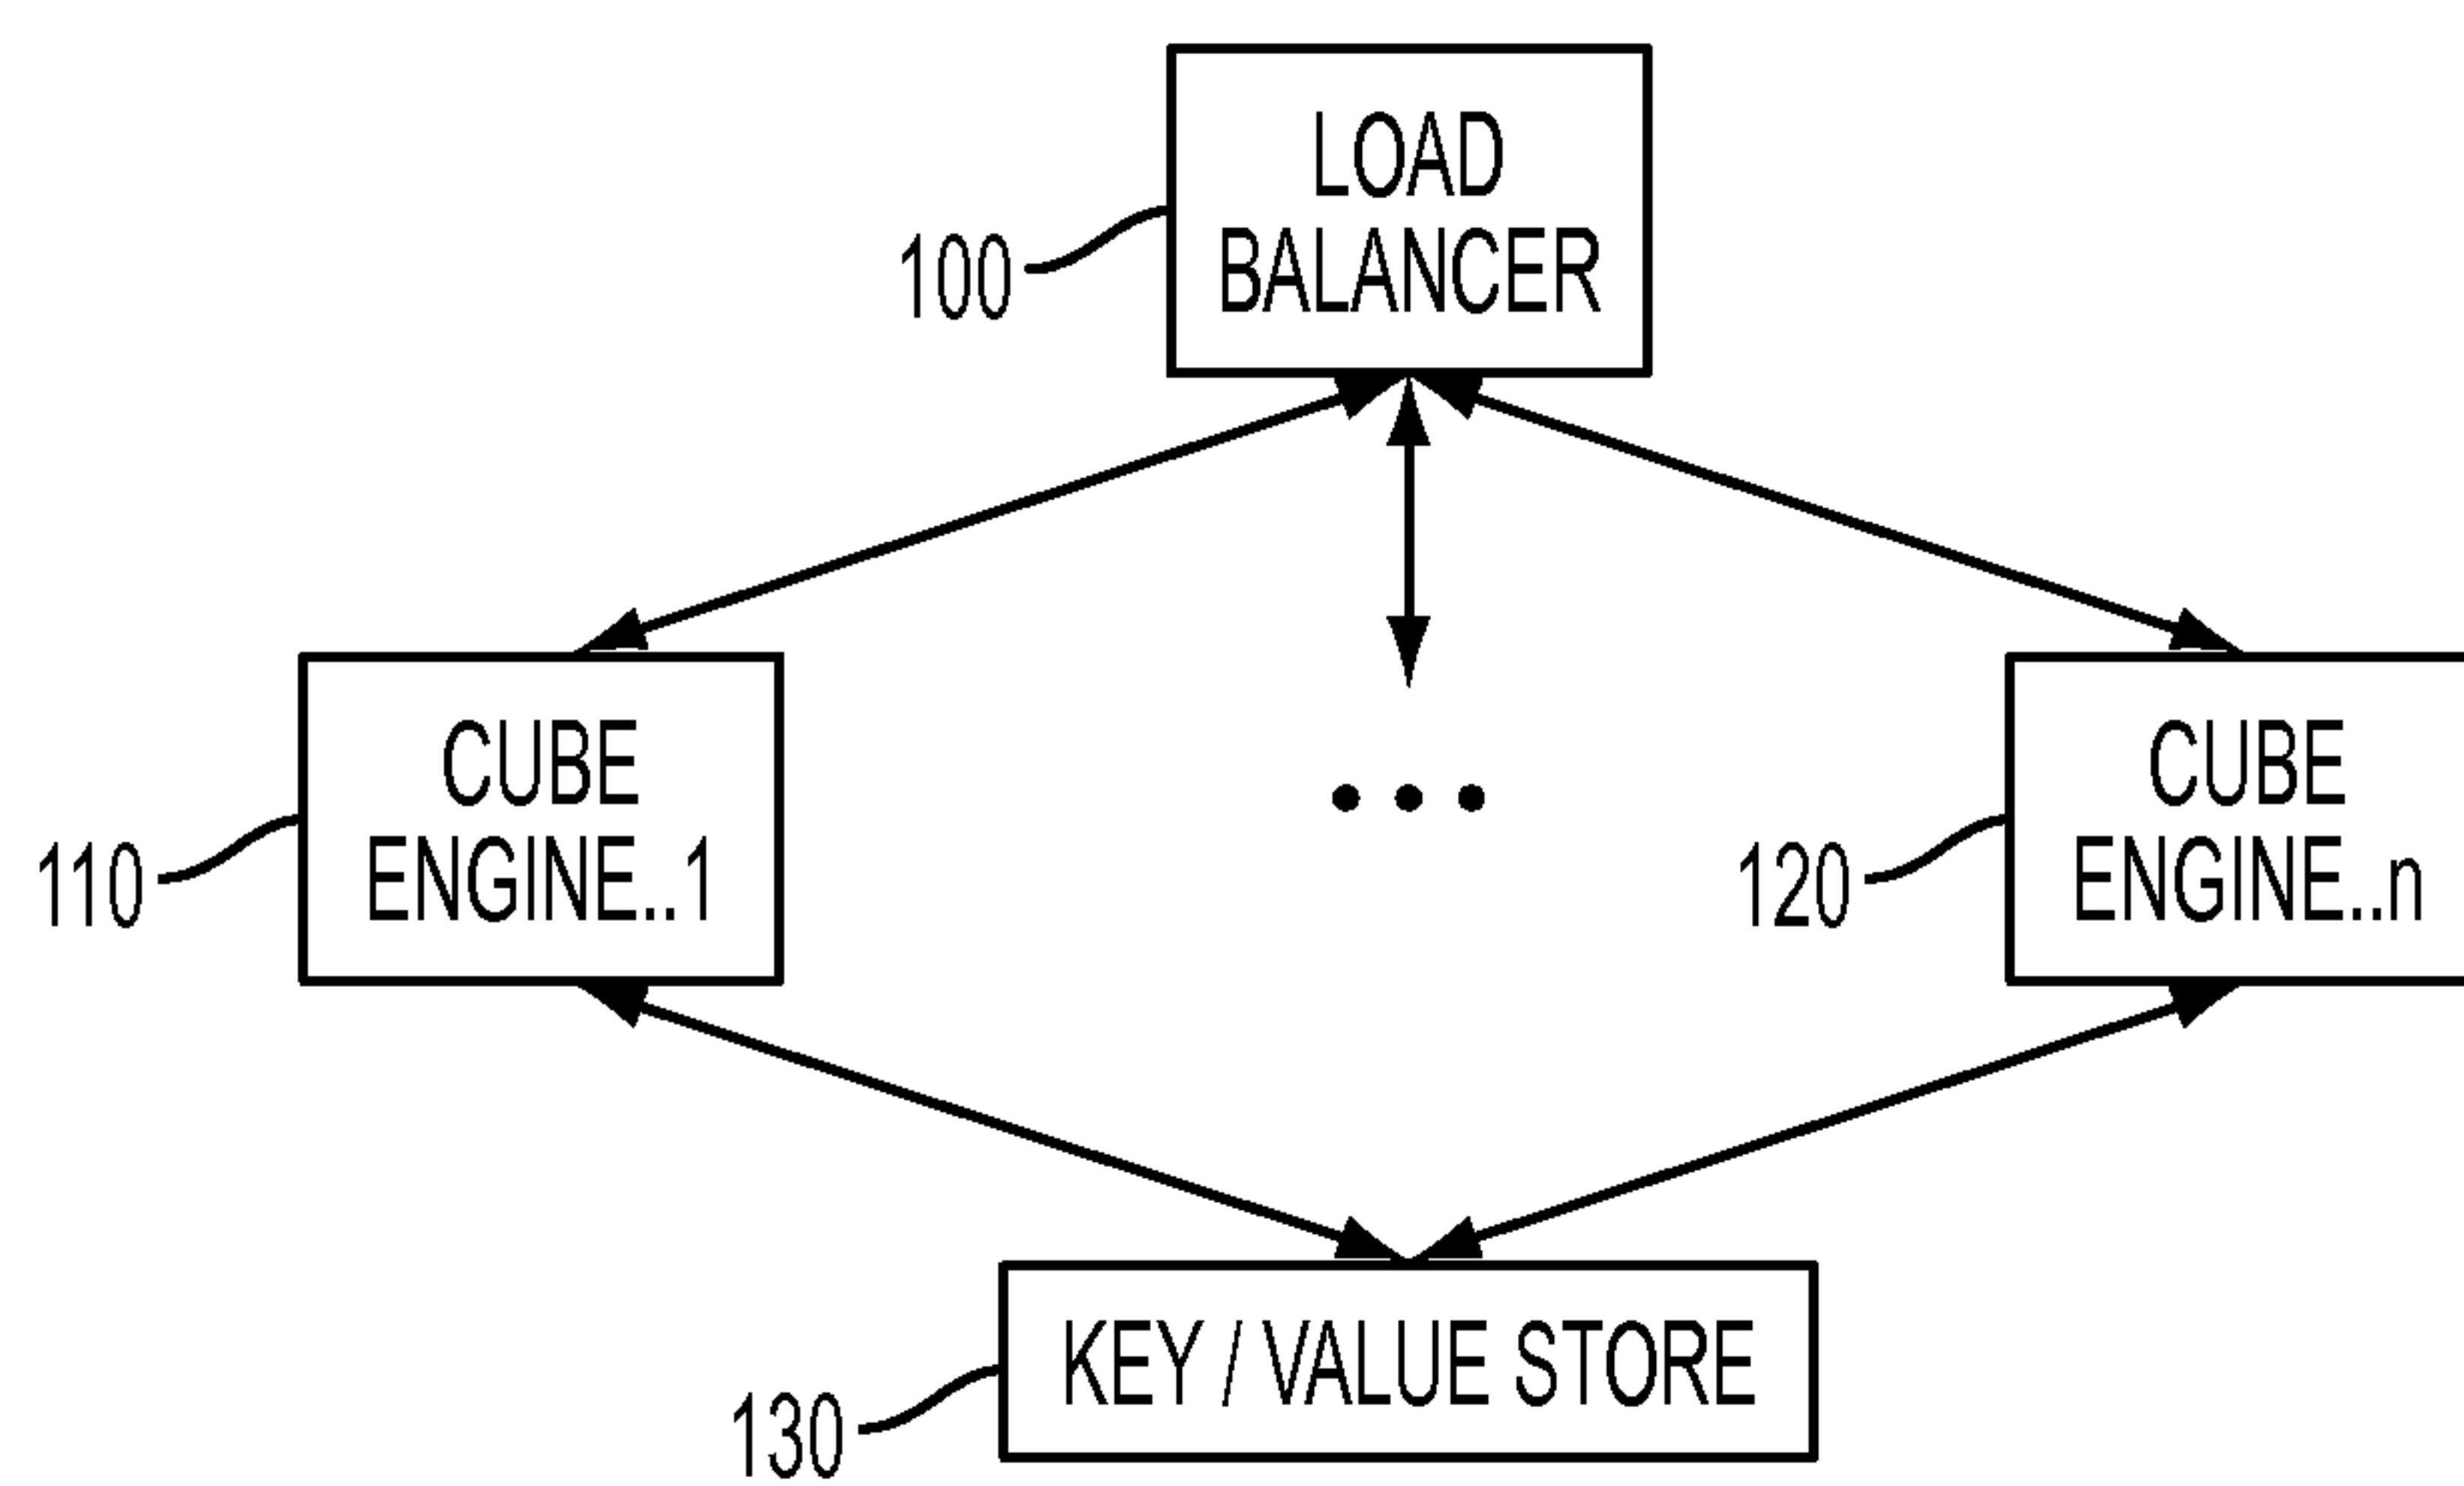 LOAD
BALANCER
100
CUBE
ENGINE..1
110
• • •
CUBE
ENGINE..n
120
KEY / VALUE STORE
130